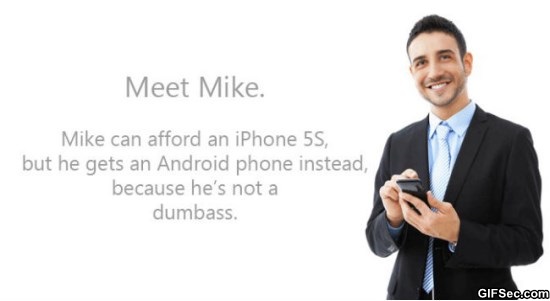 Meet Mike.
Mike can afford an iPhone 5S,
but he gets an Android phone instead,
because he's not a
dumbass.
GIFSec.com